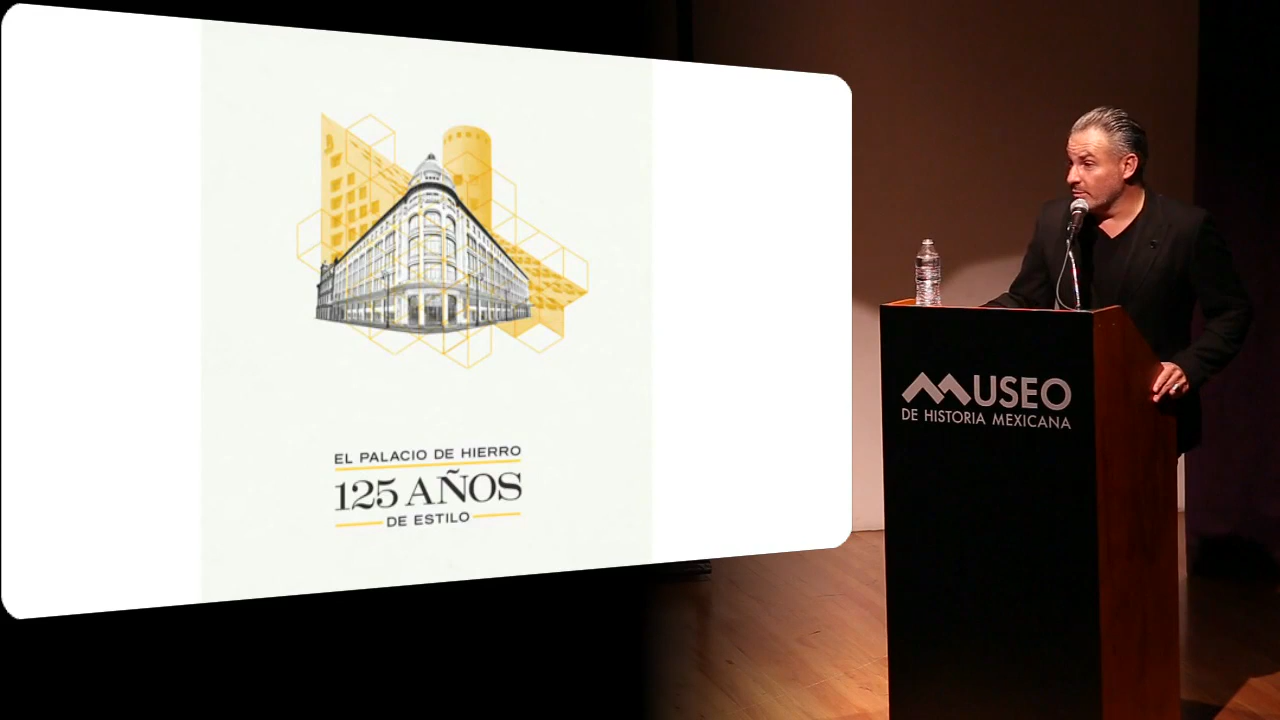 EL PALACIO DE HIERRO
125 AÑOS
DE ESTILO
MUSEO
DE HISTORIA MEXICANA